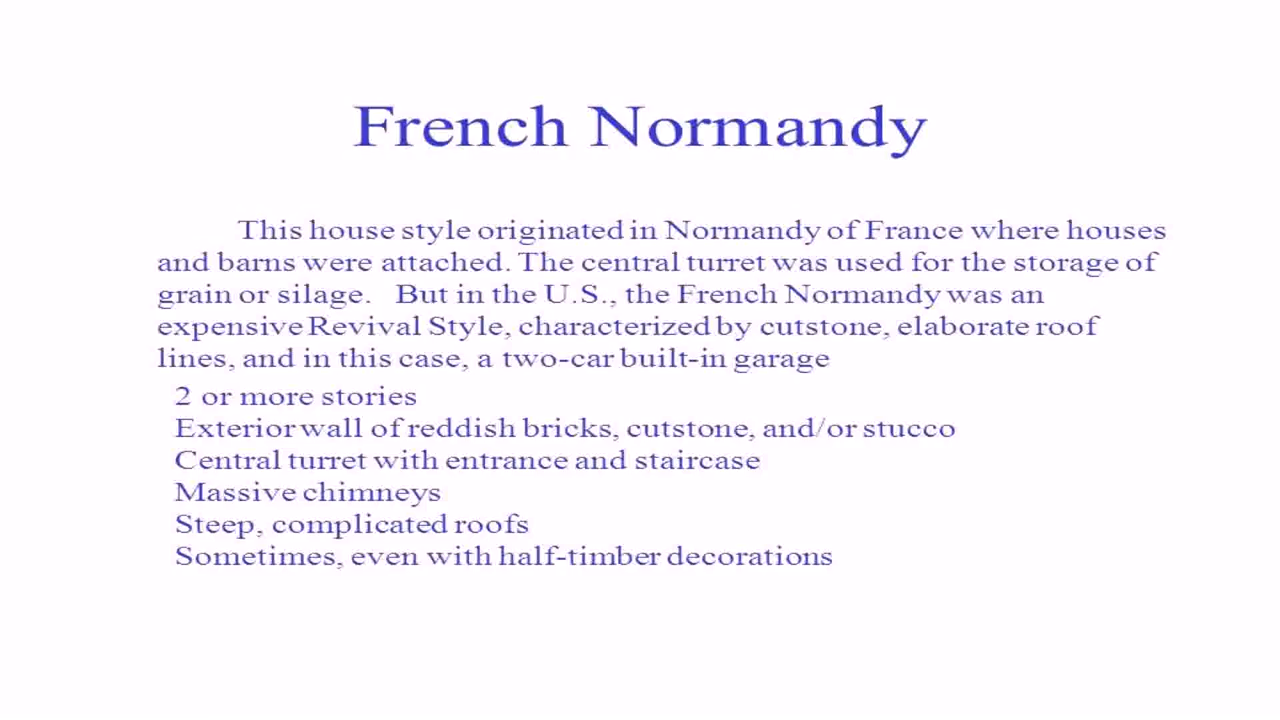 French Normandy
This house style originated in Normandy of France where houses
and barns were attached. The central turret was used for the storage of
grain or silage. But in the U.S., the French Normandy was an
expensive Revival Style, characterized by cutstone, elaborate roof
lines, and in this case, a two-car built-in garage
2 or more stories
Exterior wall of reddish bricks, cutstone, and/or stucco
Central turret with entrance and staircase
Massive chimneys
Steep, complicated roofs
Sometimes, even with half-timber decorations